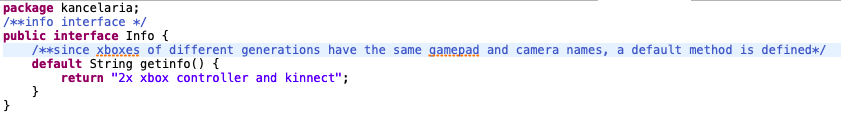 package kancelaria;
/**info interface */
public interface Info {
    /**since xboxes of different generations have the same gamepad and camera names, a default method is defined*/
    default String getinfo() {
        return "2x xbox controller and kinnect";
    }
}